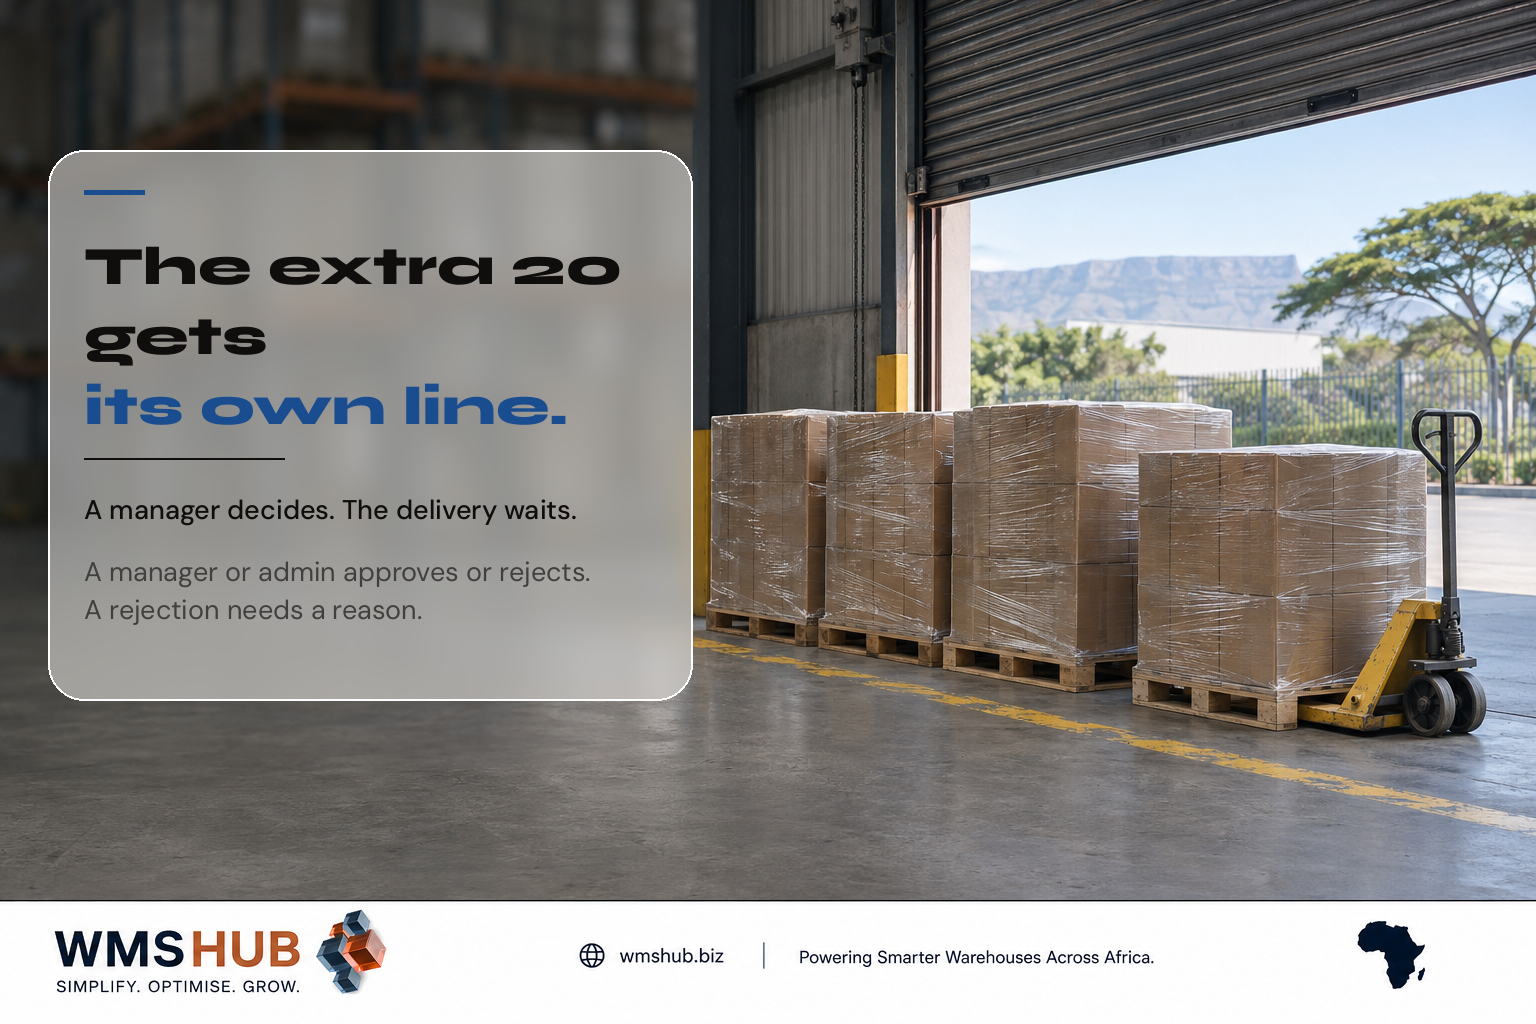 The extra 20
gets
its own line.
A manager decides. The delivery waits.
A manager or admin approves or rejects.
A rejection needs a reason.
WMSHUB
SIMPLIFY. OPTIMISE. GROW.
wmshub.biz
Powering Smarter Warehouses Across Africa.